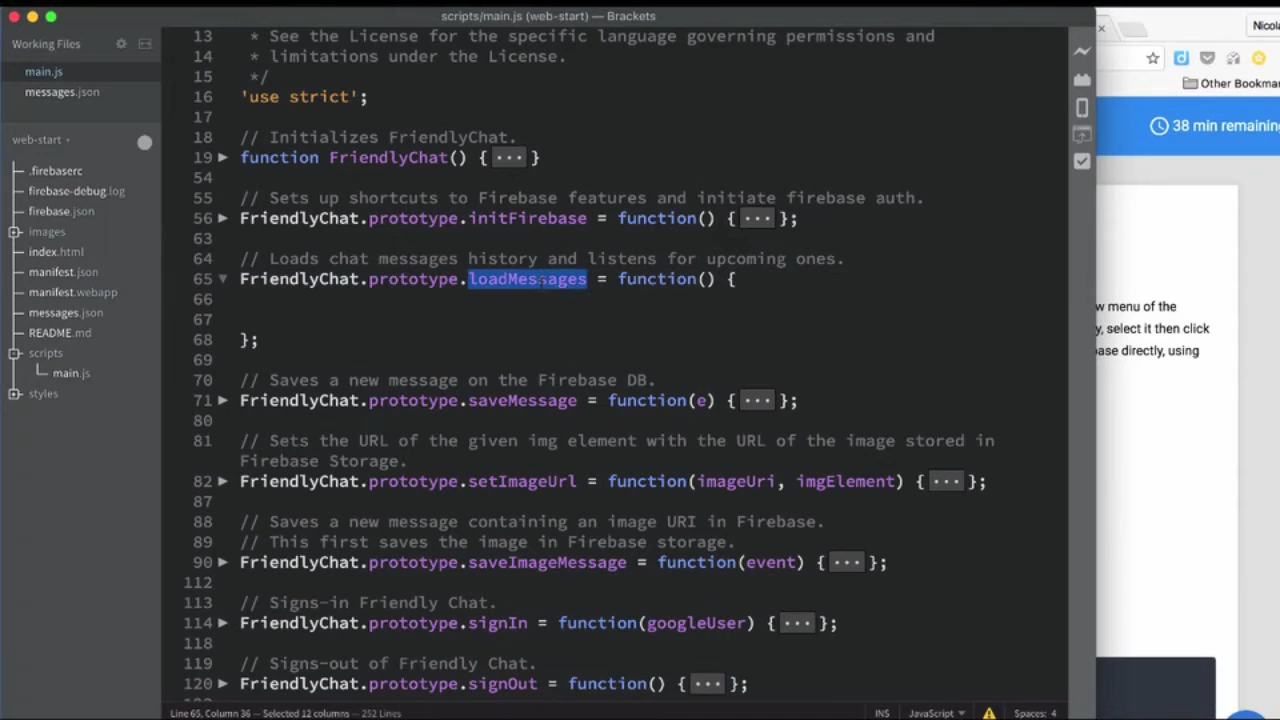 scripts/main.js (web-start) — Brackets
Working Files
main.js
messages.json
web-start
.firebaserc
firebase-debug.log
firebase.json
images
index.html
manifest.json
manifest.webapp
messages.json
README.md
scripts
main.js
styles
13 * See the License for the specific language governing permissions and
14 * limitations under the License.
15 */
16 'use strict';
17
18 // Initializes FriendlyChat.
19 function FriendlyChat() { ... }
54
55 // Sets up shortcuts to Firebase features and initiate firebase auth.
56 FriendlyChat.prototype.initFirebase = function() { ... };
63
64 // Loads chat messages history and listens for upcoming ones.
65 FriendlyChat.prototype.loadMessages = function() {
66
67
68 };
69
70 // Saves a new message on the Firebase DB.
71 FriendlyChat.prototype.saveMessage = function(e) { ... };
80
81 // Sets the URL of the given img element with the URL of the image stored in
Firebase Storage.
82 FriendlyChat.prototype.setImageUrl = function(imageUri, imgElement) { ... };
87
88 // Saves a new message containing an image URI in Firebase.
89 // This first saves the image in Firebase storage.
90 FriendlyChat.prototype.saveImageMessage = function(event) { ... };
112
113 // Signs-in Friendly Chat.
114 FriendlyChat.prototype.signIn = function(googleUser) { ... };
118
119 // Signs-out of Friendly Chat.
120 FriendlyChat.prototype.signOut = function() { ... };
Line 65, Column 36 — Selected 12 columns — 252 Lines
INS
JavaScript
Spaces: 4
Nicola
Other Bookmar
38 min remaining
w menu of the
y, select it then click
base directly, using